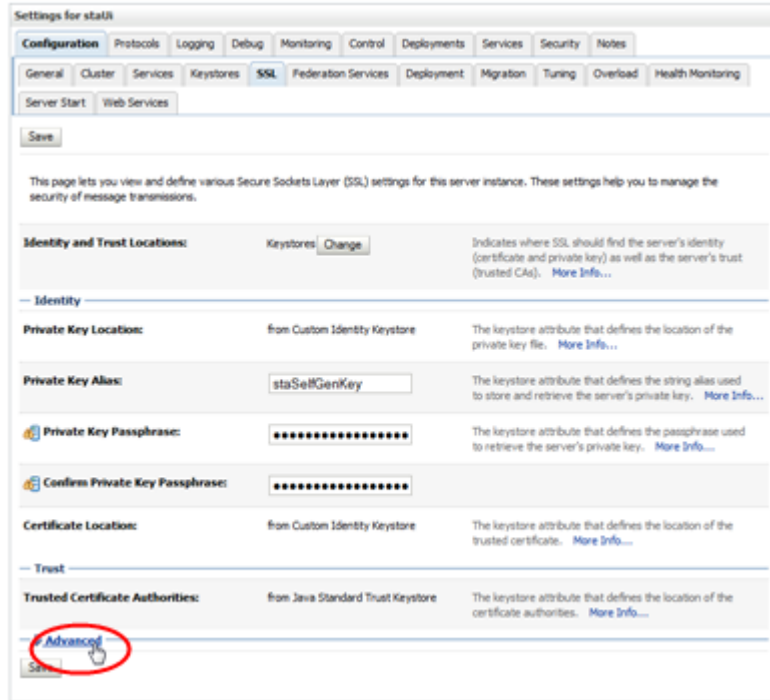 Settings for staUi
Configuration Protocols Logging Debug Monitoring Control Deployments Services Security Notes
General Cluster Services Keystores SSL Federation Services Deployment Migration Tuning Overload Health Monitoring
Server Start Web Services
Save
This page lets you view and define various Secure Sockets Layer (SSL) settings for this server instance. These settings help you to manage the
security of message transmissions.
Identity and Trust Locations: Keystores Change Indicates where SSL should find the server's identity
(certificate and private key) as well as the server's trust
(trusted CAs). More Info...
Identity
Private Key Location: from Custom Identity Keystore The keystore attribute that defines the location of the
private key file. More Info...
Private Key Alias: staSelfGenKey The keystore attribute that defines the string alias used
to store and retrieve the server's private key. More Info...
Private Key Passphrase: ••••••••••••••••• The keystore attribute that defines the passphrase used
to retrieve the server's private key. More Info...
Confirm Private Key Passphrase: •••••••••••••••••
Certificate Location: from Custom Identity Keystore The keystore attribute that defines the location of the
trusted certificate. More Info...
Trust
Trusted Certificate Authorities: from Java Standard Trust Keystore The keystore attribute that defines the location of the
certificate authorities. More Info...
Advanced
Save